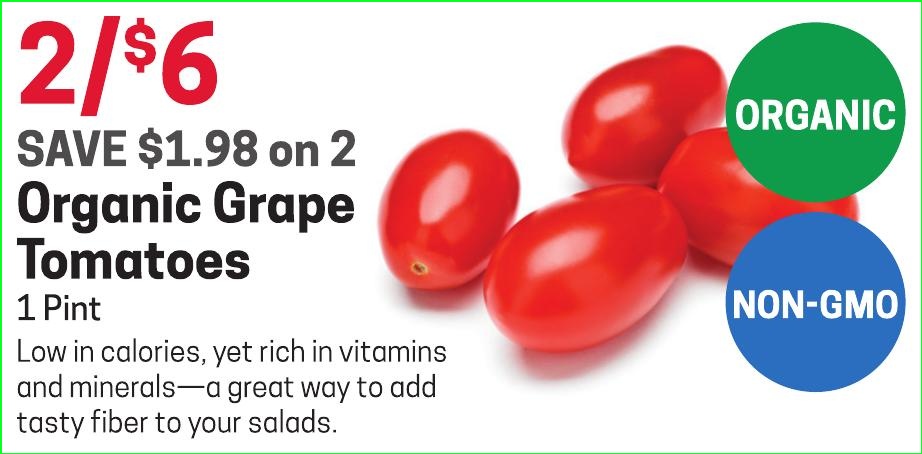 2/$6
SAVE $1.98 on 2
Organic Grape
Tomatoes
1 Pint
Low in calories, yet rich in vitamins
and minerals—a great way to add
tasty fiber to your salads.
ORGANIC
NON-GMO